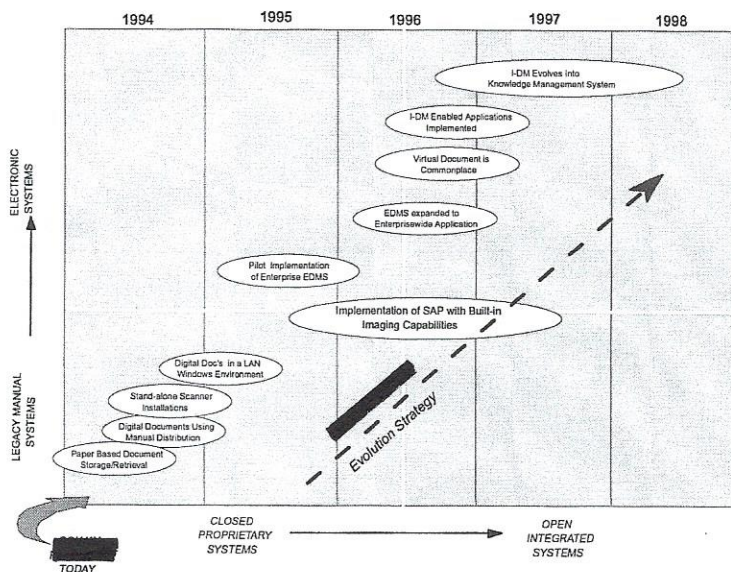 1994 1995 1996 1997 1998
I-DM Evolves into
Knowledge Management System
I-DM Enabled Applications
Implemented
Virtual Document is
Commonplace
EDMS expanded to
Enterprisewide Application
Pilot Implementation
of Enterprise EDMS
Implementation of SAP with Built-in
Imaging Capabilities
Digital Doc's in a LAN
Windows Environment
Stand-alone Scanner
Installations
Digital Documents Using
Manual Distribution
Paper Based Document
Storage/Retrieval
ELECTRONIC
SYSTEMS
LEGACY MANUAL
SYSTEMS
Evolution Strategy
CLOSED
PROPRIETARY
SYSTEMS
OPEN
INTEGRATED
SYSTEMS
TODAY